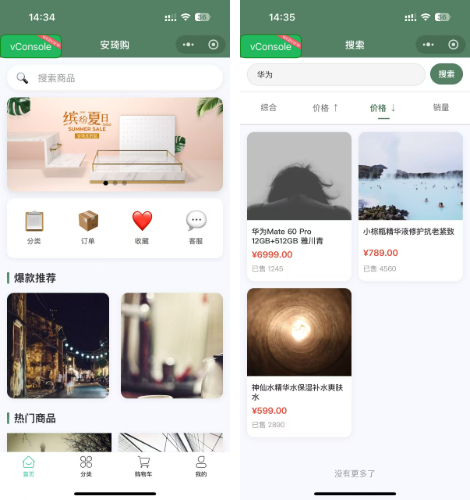 14:34
36
vConsole
安琦购
搜索商品
缤纷夏日
SUMMER SALE
分类
订单
收藏
客服
爆款推荐
热门商品
首页
分类
购物车
我的
14:35
36
vConsole
搜索
华为
搜索
综合
价格 ↑
价格 ↓
销量
华为Mate 60 Pro
12GB+512GB 雅川青
¥6999.00
已售 1245
小棕瓶精华液修护抗老紧致
¥789.00
已售 4560
神仙水精华水保湿补水爽肤
水
¥599.00
已售 2890
没有更多了